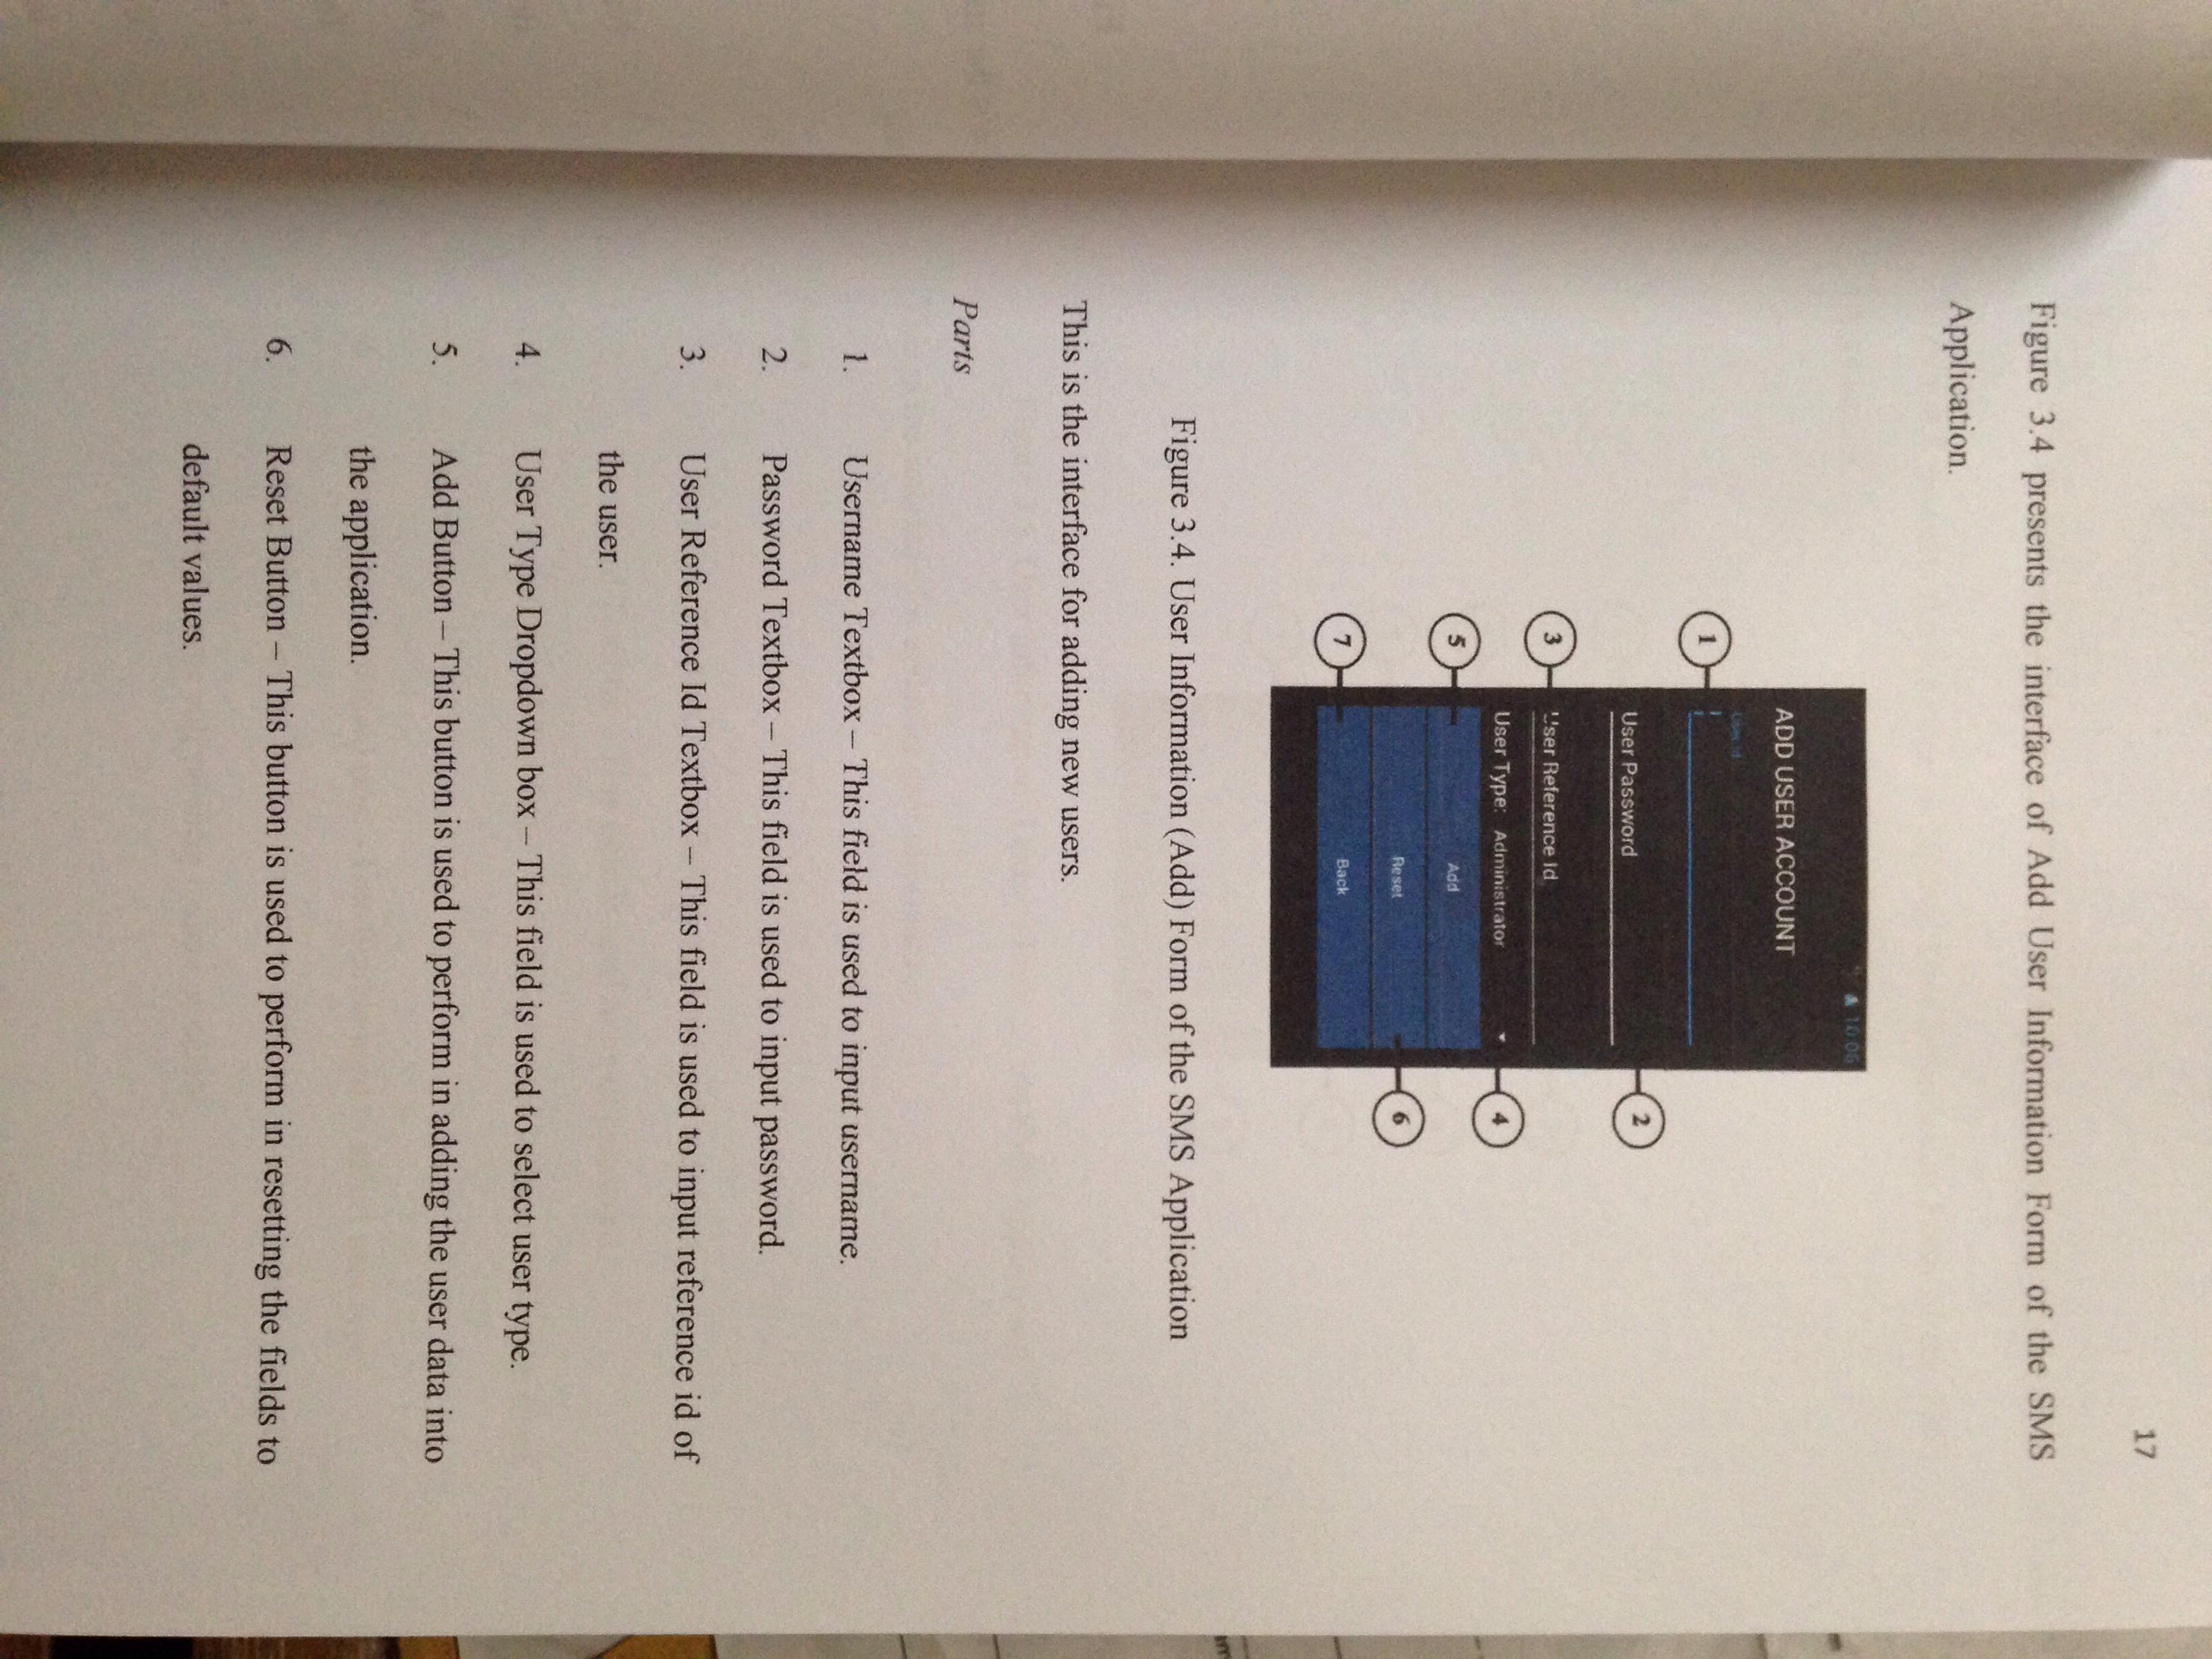 17
Figure 3.4 presents the interface of Add User Information Form of the SMS
Application.
10:06
ADD USER ACCOUNT
1
User Password
2
3
User Reference Id
User Type: Administrator
4
5
Add
Reset
6
7
Back
Figure 3.4. User Information (Add) Form of the SMS Application
This is the interface for adding new users.
Parts
1. Username Textbox – This field is used to input username.
2. Password Textbox – This field is used to input password.
3. User Reference Id Textbox – This field is used to input reference id of
the user.
4. User Type Dropdown box – This field is used to select user type.
5. Add Button – This button is used to perform in adding the user data into
the application.
6. Reset Button – This button is used to perform in resetting the fields to
default values.